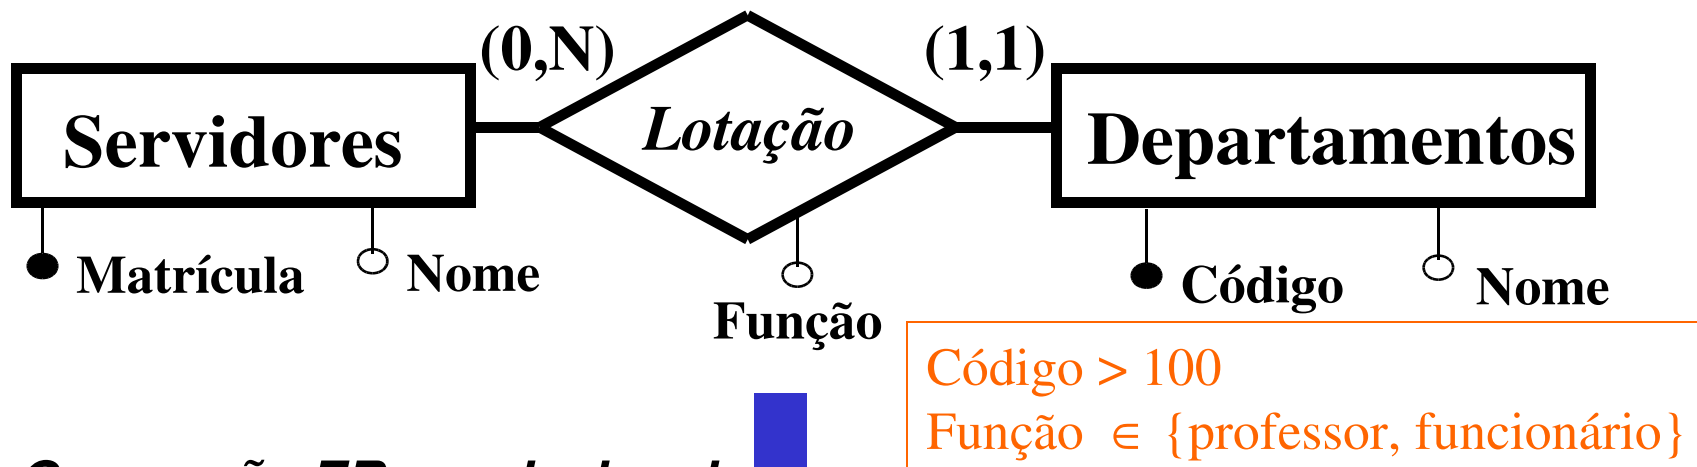 (0,N)
(1,1)
Servidores
Lotação
Departamentos
Matrícula
Nome
Função
Código
Nome
Código > 100
Função ∈ {professor, funcionário}